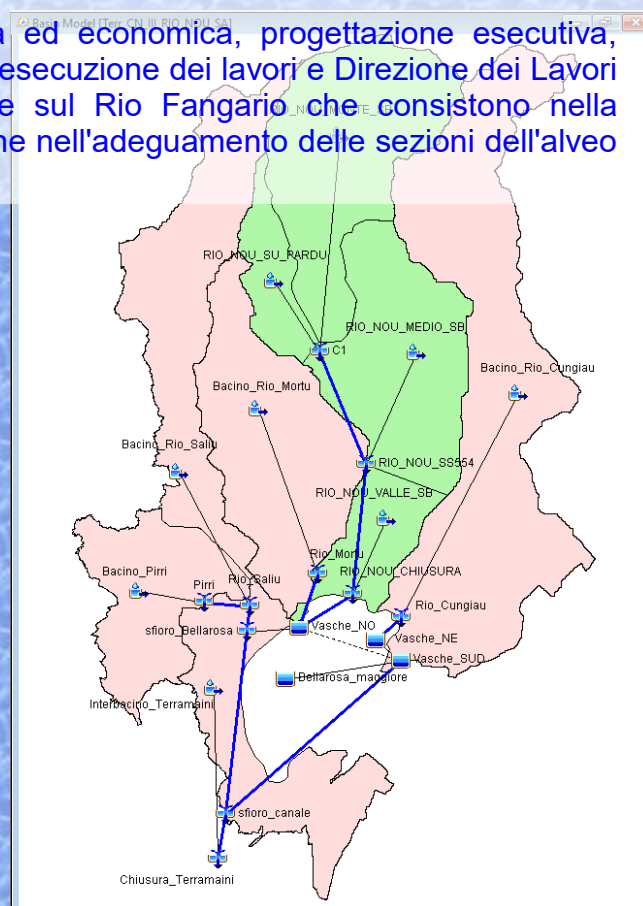 Basin Model [Terr_CN_III_RIO_NOU_SA]
a ed economica, progettazione esecutiva,
esecuzione dei lavori e Direzione dei Lavori
e sul Rio Fangario che consistono nella
ne nell'adeguamento delle sezioni dell'alveo
RIO_NOU_SU_PARDU
C1
RIO_NOU_MEDIO_SB
Bacino_Rio_Cungiau
Bacino_Rio_Mortu
Bacino_Rio_Saliu
RIO_NOU_SS554
RIO_NOU_VALLE_SB
Rio_Mortu
Bacino_Pirri
Pirri
Rio_Saliu
RIO_NOU_CHIUSURA
Rio_Cungiau
sfioro_Bellarosa
Vasche_NO
Vasche_NE
Vasche_SUD
Bellarosa_maggiore
Interbacino_Terramaini
sfioro_canale
Chiusura_Terramaini